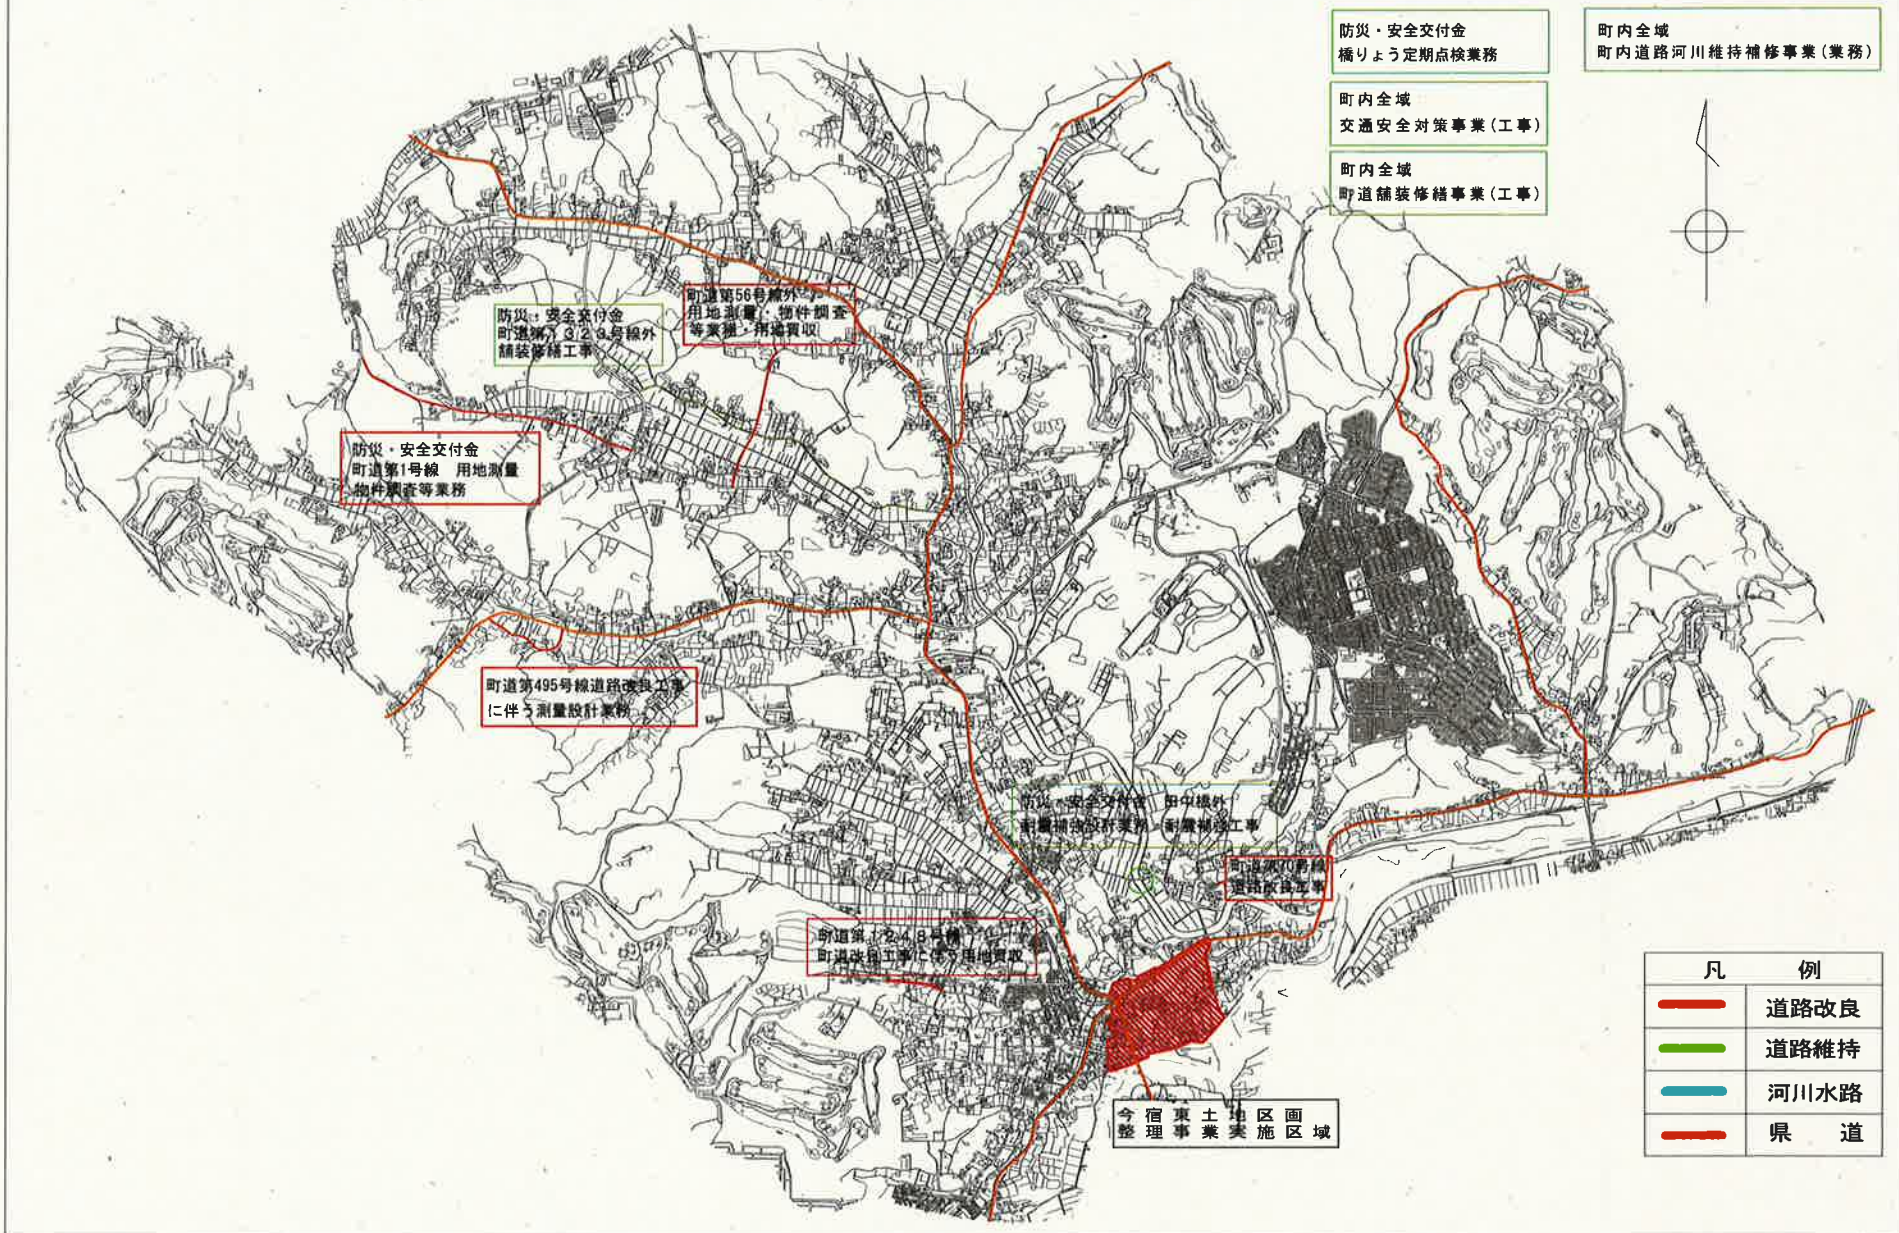 防災・安全交付金
橋りょう定期点検業務
町内全域
町内道路河川維持補修事業(業務)
町内全域
交通安全対策事業(工事)
町内全域
町道舗装修繕事業(工事)
町道第56号線外
用地測量・物件調査
等業務・用地買収
防災・安全交付金
町道第1323号線外
舗装修繕工事
防災・安全交付金
町道第1号線 用地測量
物件調査等業務
町道第495号線道路改良工事
に伴う測量設計業務
防災・安全交付金 田中橋外
耐震補強設計業務・耐震補強工事
町道第70号線
道路改良工事
町道第1248号線
町道改良工事に伴う用地買収
今宿東土地区画
整理事業実施区域
凡 例
道路改良
道路維持
河川水路
県 道